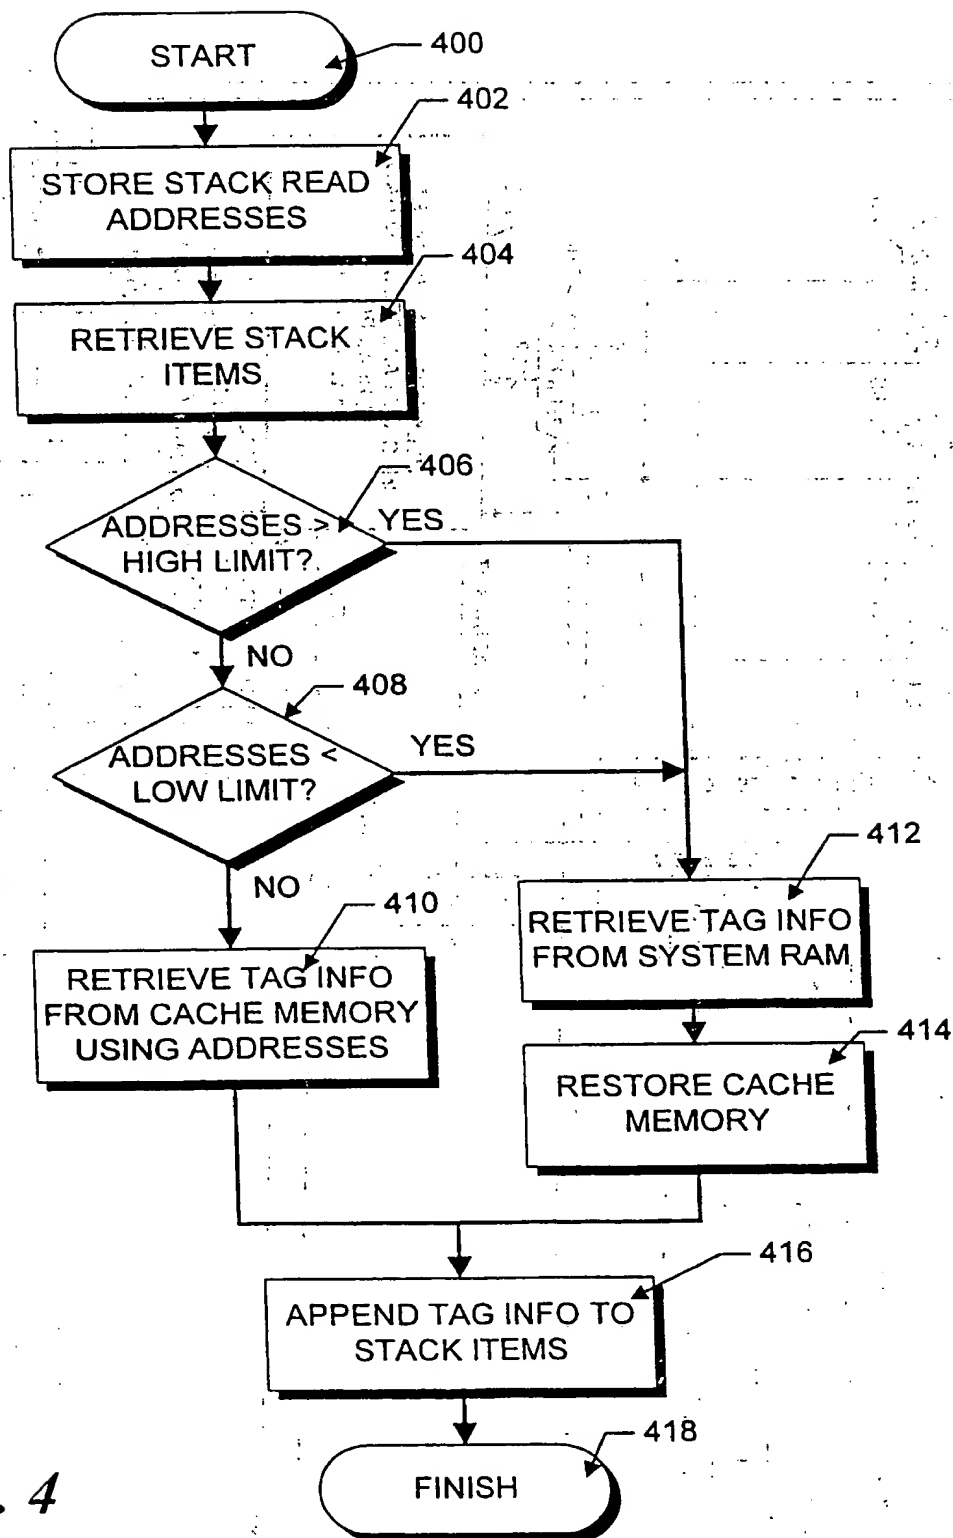 START
400
402
STORE STACK READ
ADDRESSES
404
RETRIEVE STACK
ITEMS
406
ADDRESSES >
HIGH LIMIT?
YES
NO
408
ADDRESSES <
LOW LIMIT?
YES
NO
410
RETRIEVE TAG INFO
FROM CACHE MEMORY
USING ADDRESSES
412
RETRIEVE TAG INFO
FROM SYSTEM RAM
414
RESTORE CACHE
MEMORY
416
APPEND TAG INFO TO
STACK ITEMS
418
FINISH
. 4